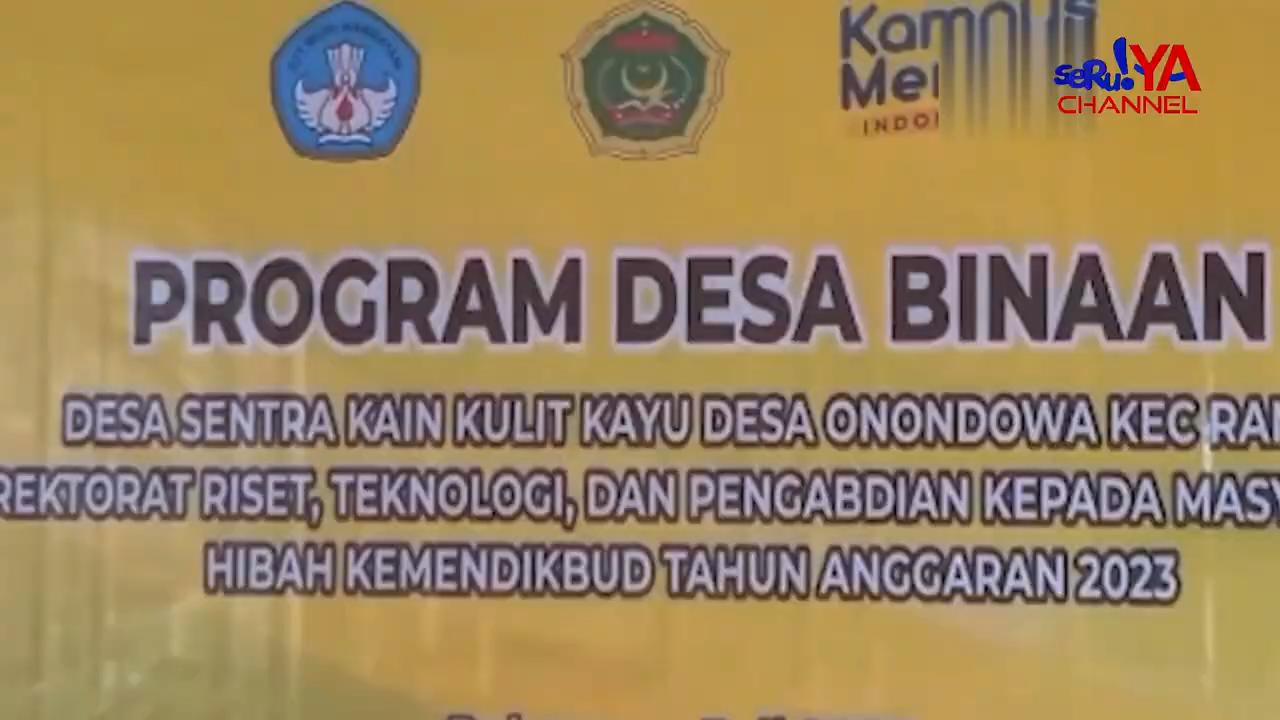 Kampus
seRu!YA
CHANNEL
PROGRAM DESA BINAAN
DESA SENTRA KAIN KULIT KAYU DESA ONONDOWA KEC
RISET, TEKNOLOGI, DAN PENGABDIAN KEPADA
HIBAH KEMENDIKBUD TAHUN ANGGARAN 2023